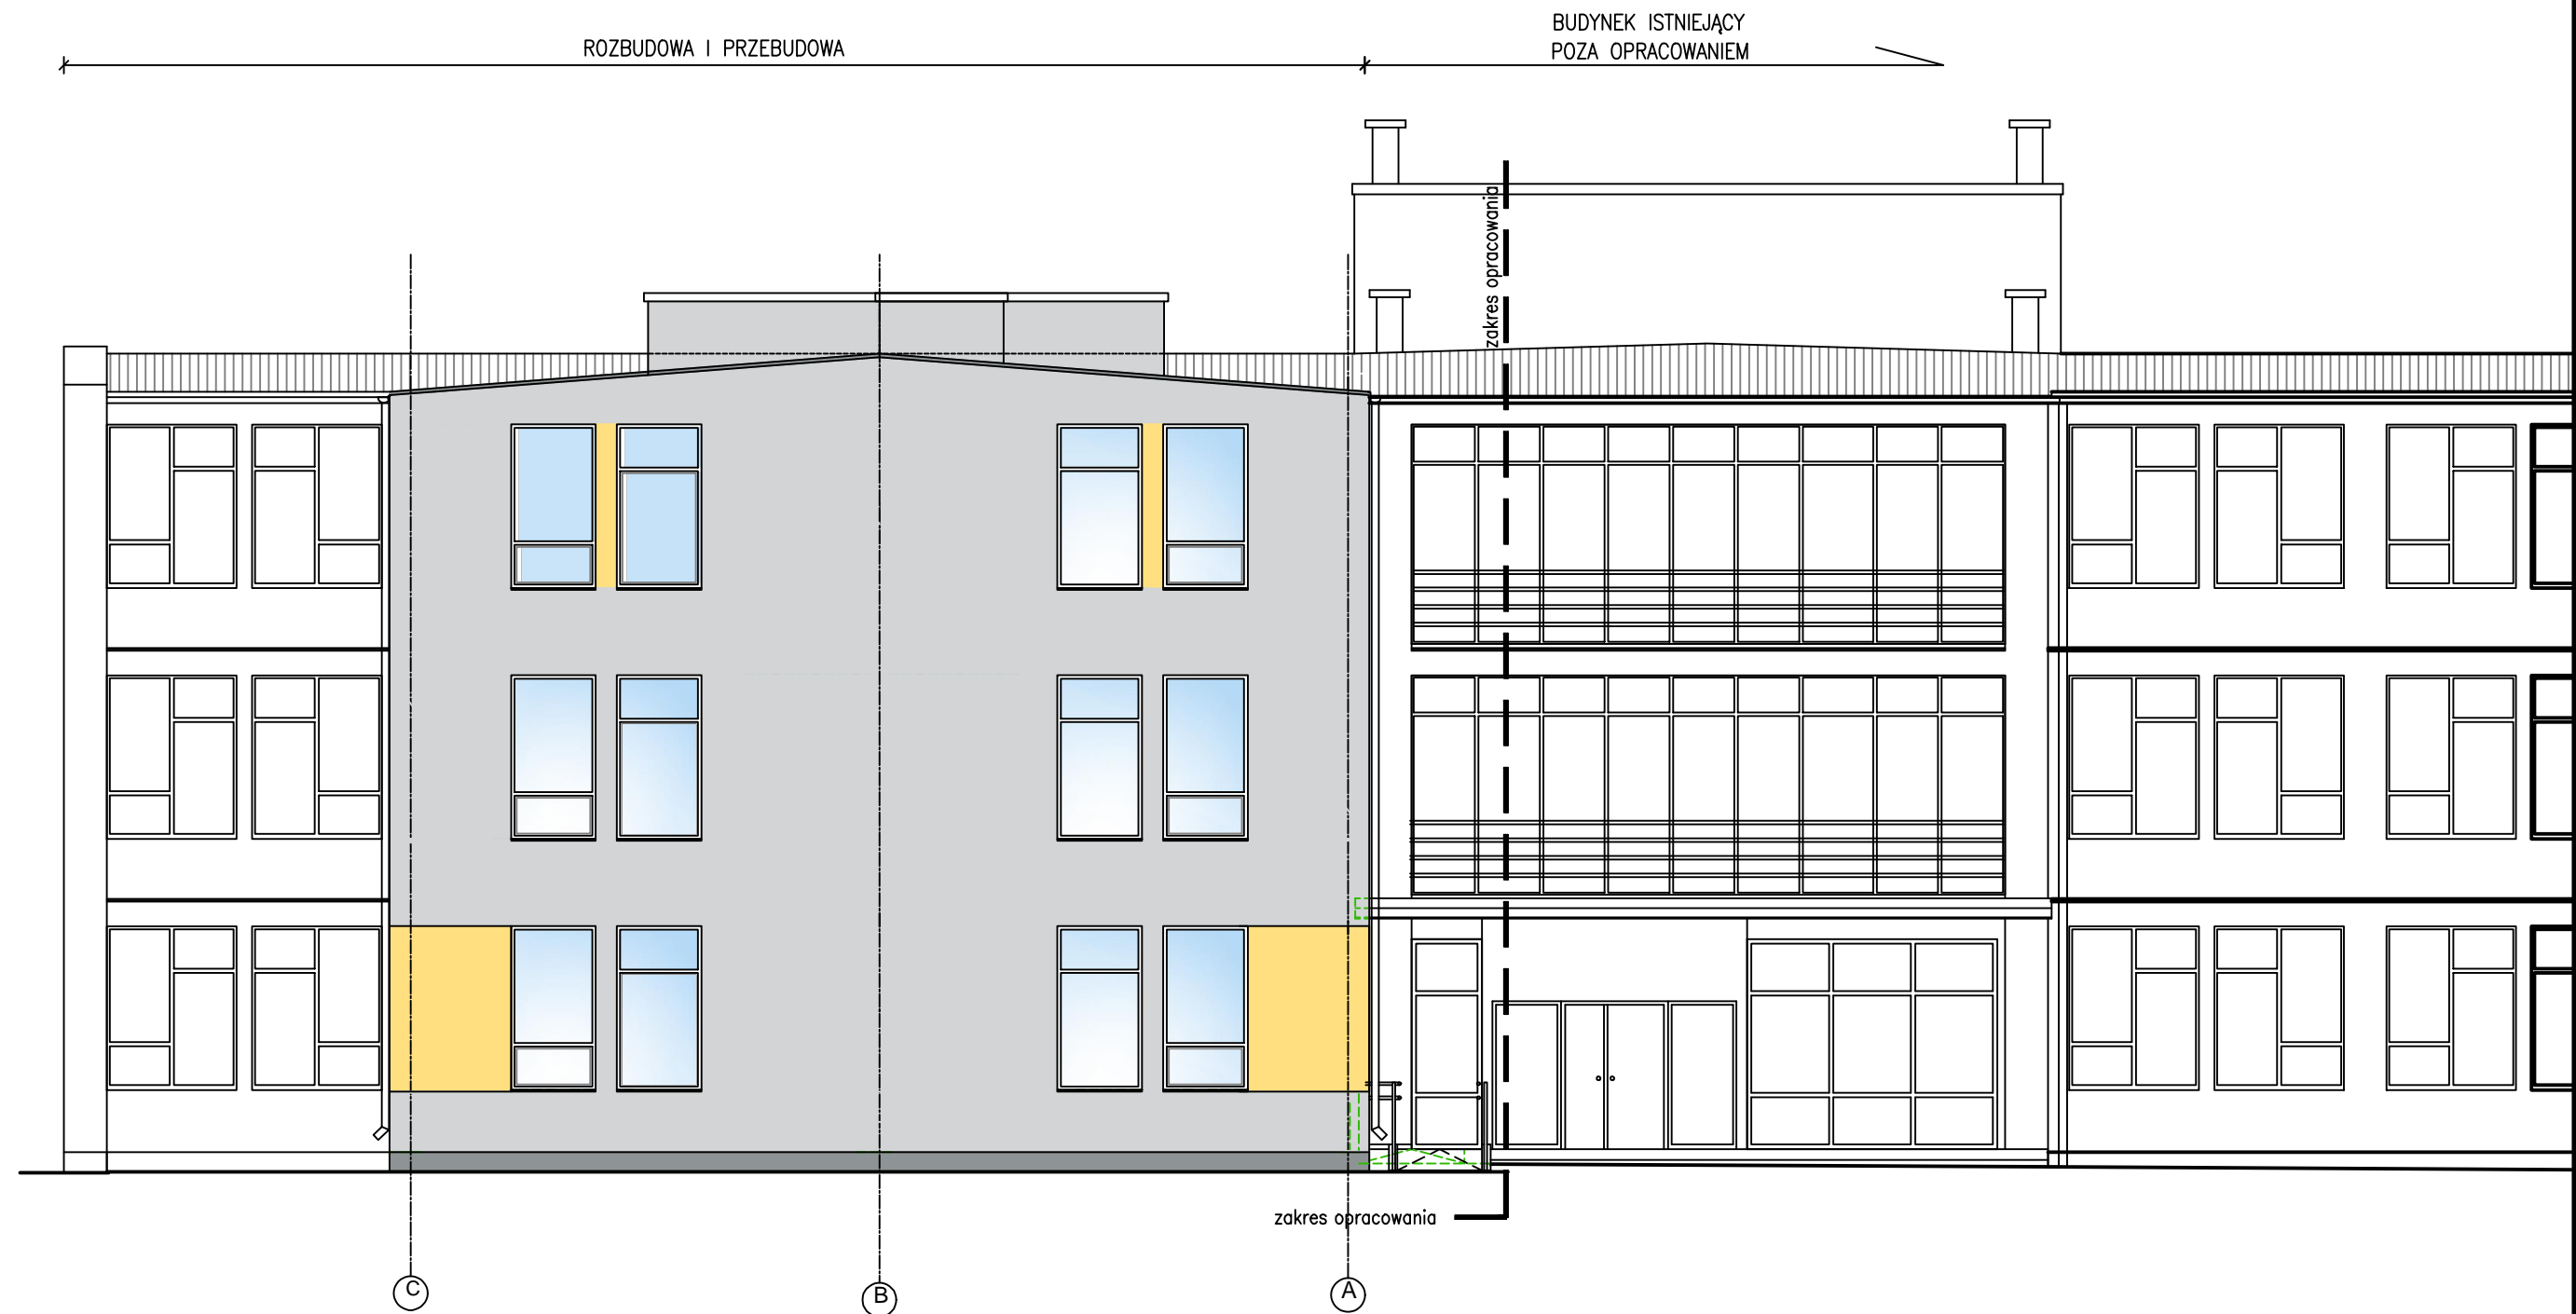 BUDYNEK ISTNIEJĄCY
ROZBUDOWA I PRZEBUDOWA
POZA OPRACOWANIEM
zakres opracowania
zakres opracowania
C
B
A